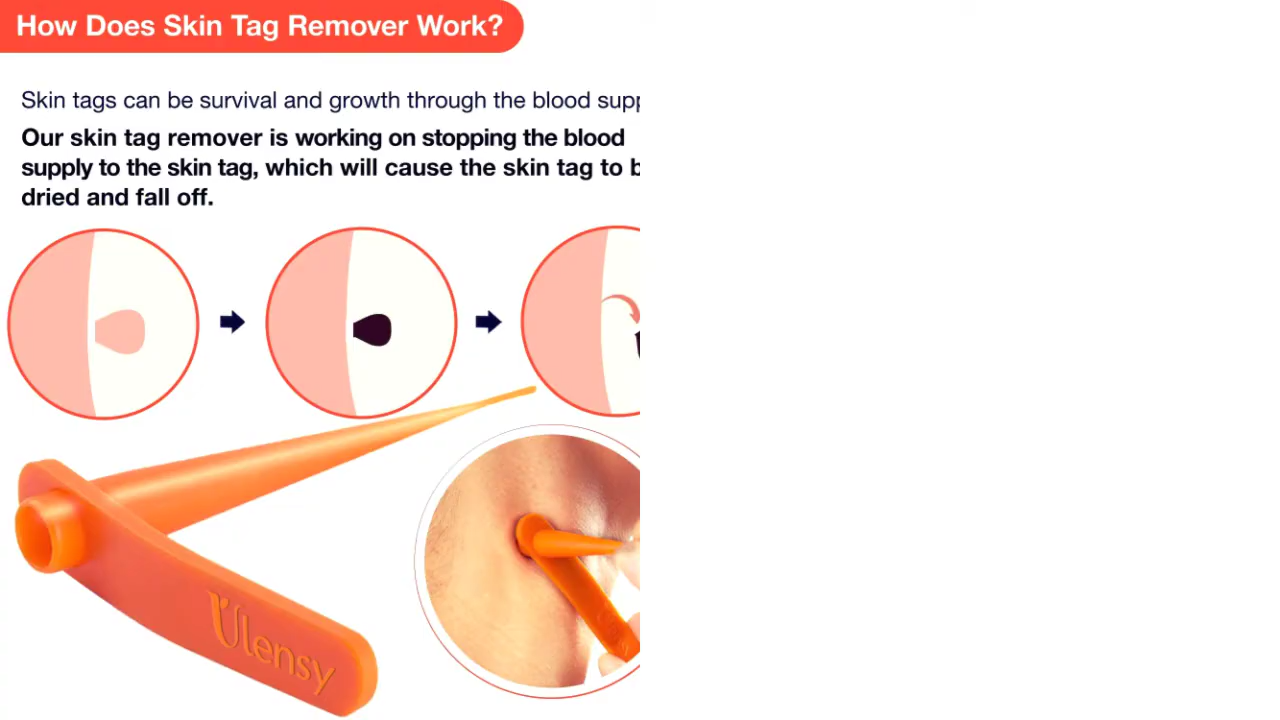 How Does Skin Tag Remover Work?
Skin tags can be survival and growth through the blood
Our skin tag remover is working on stopping the blood
supply to the skin tag, which will cause the skin tag to
dried and fall off.
Ulensy